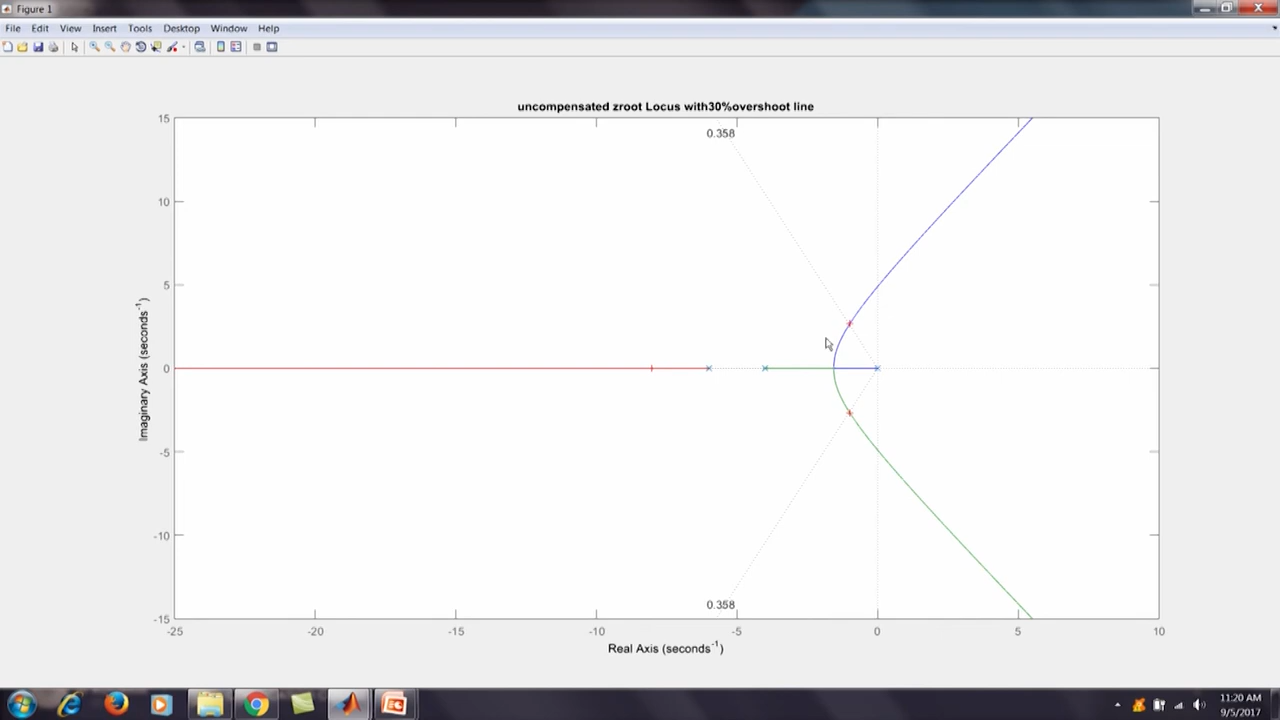 Figure 1
File Edit View Insert Tools Desktop Window Help
uncompensated zroot Locus with30%overshoot line
15
0.358
10
5
0
-5
-10
0.358
-15
-25 -20 -15 -10 -5 0 5 10
Imaginary Axis (seconds-1)
Real Axis (seconds-1)
11:20 AM
9/5/2017